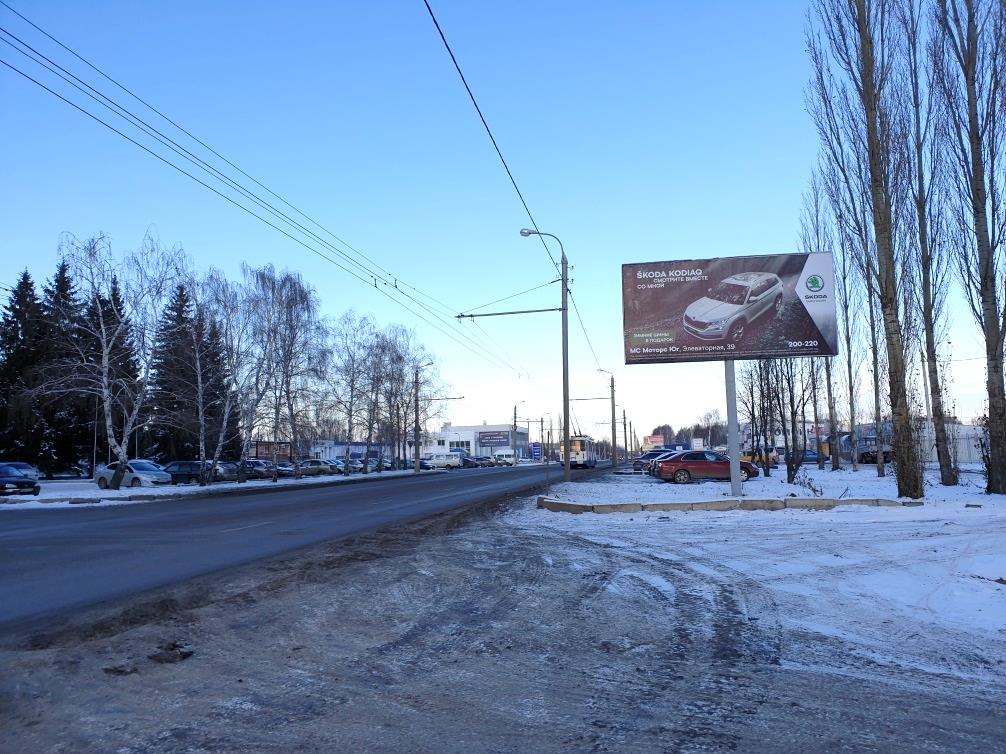 ŠKODA KODIAQ
СМОТРИТЕ ВМЕСТЕ
СО МНОЙ
ŠKODA
ЗИМНИЕ ШИНЫ
В ПОДАРОК
МС Моторс Юг, Элеваторная, 39
200-220